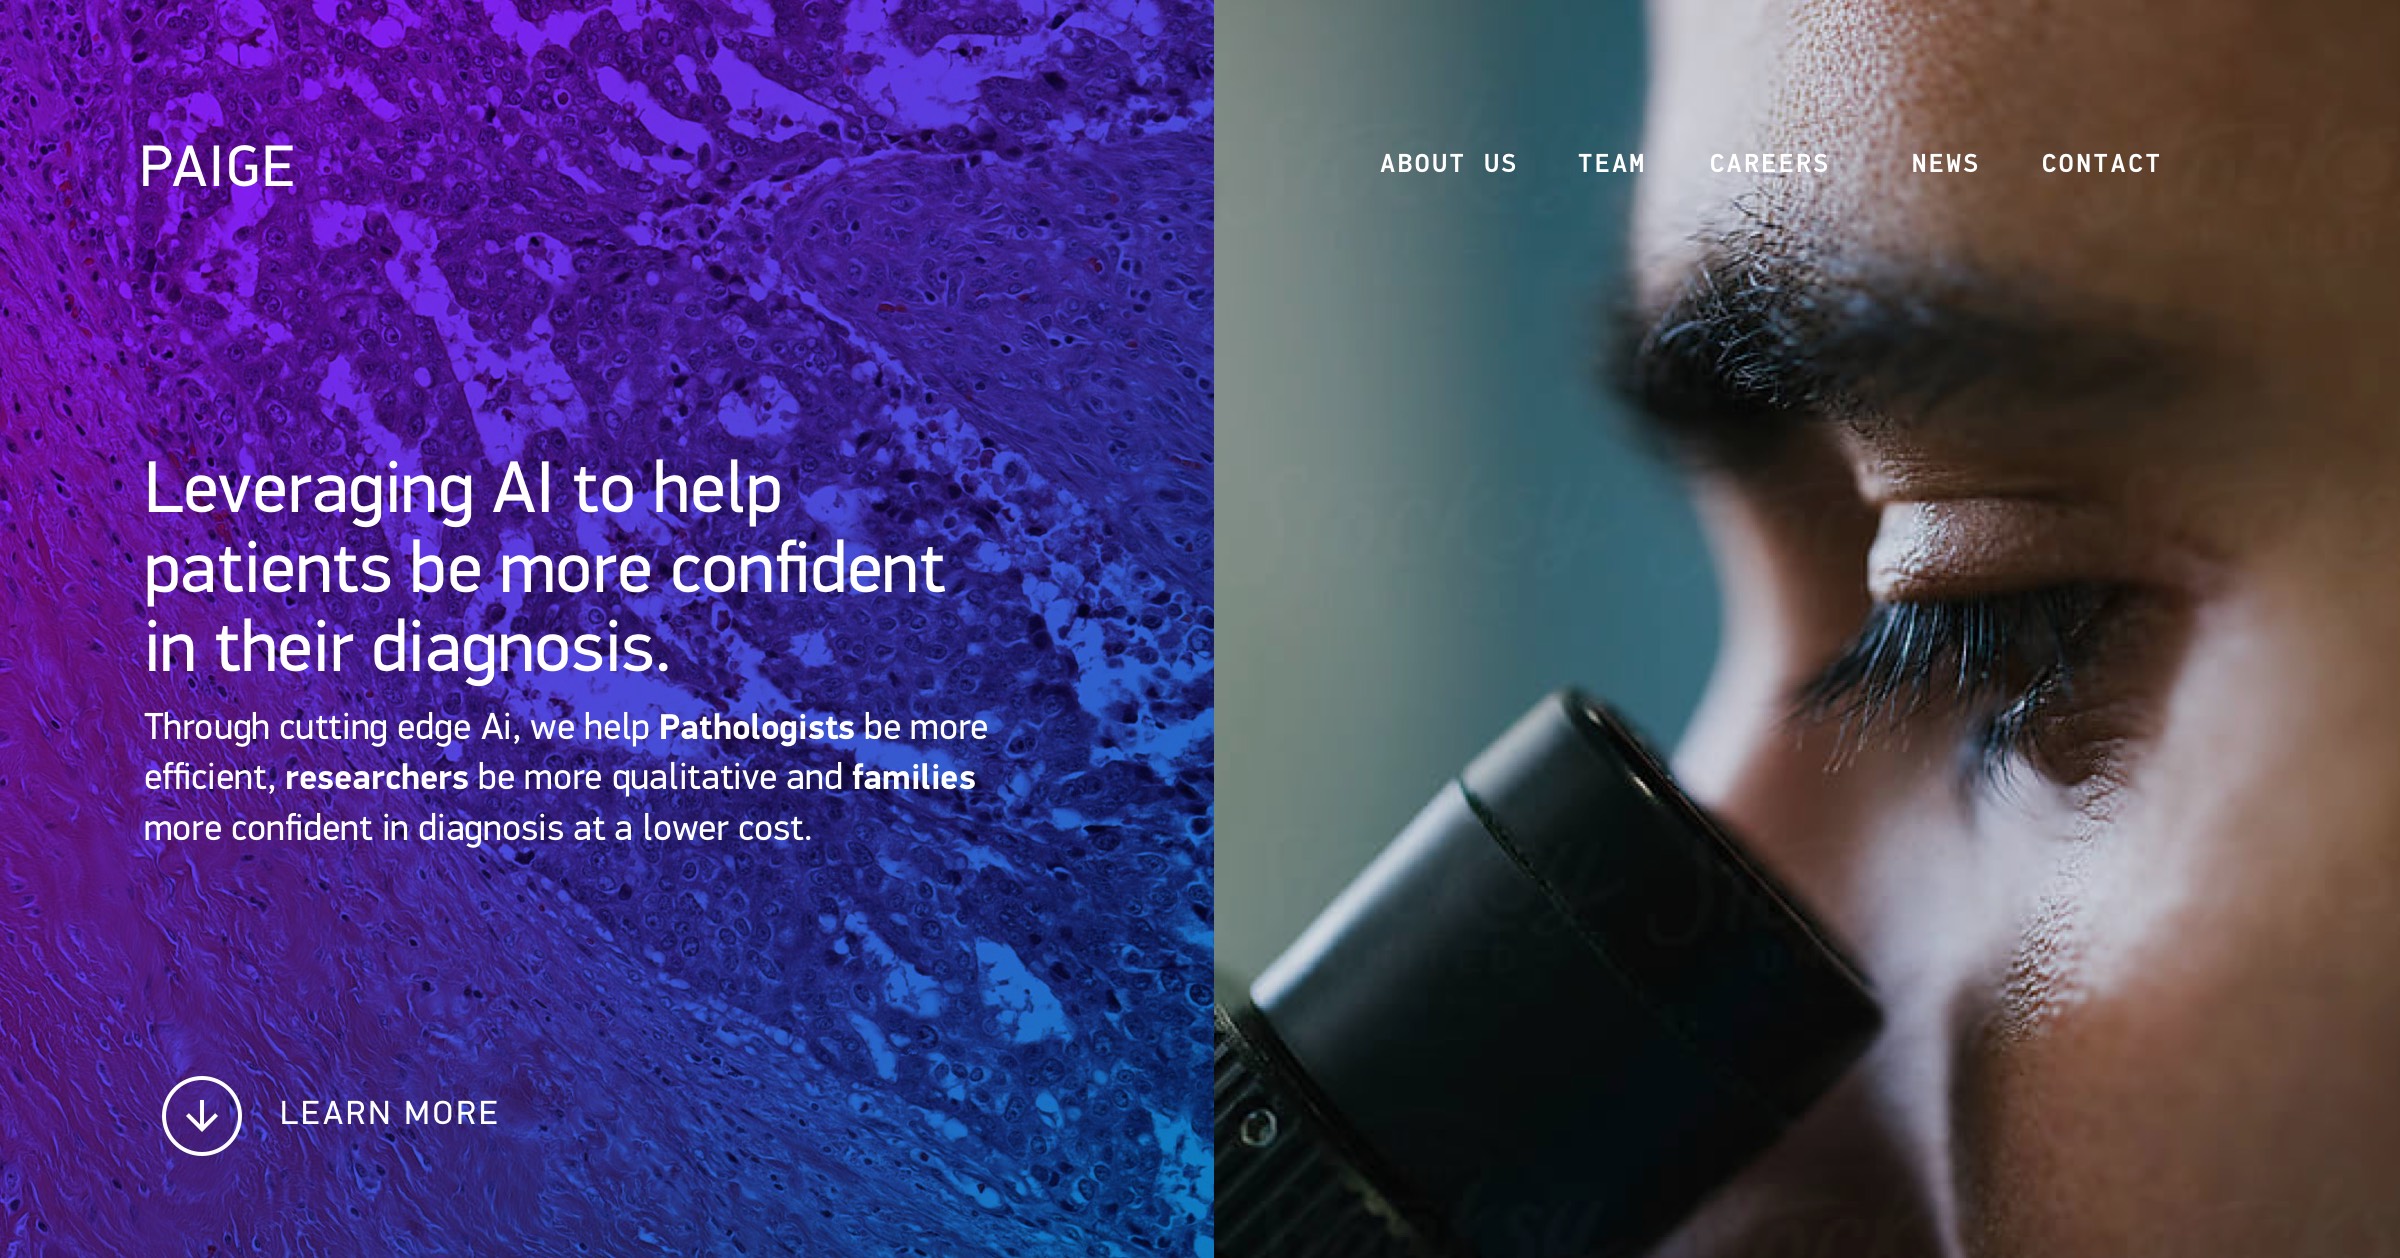 PAIGE
ABOUT US TEAM CAREERS NEWS CONTACT
Leveraging AI to help
patients be more confident
in their diagnosis.
Through cutting edge Ai, we help Pathologists be more
efficient, researchers be more qualitative and families
more confident in diagnosis at a lower cost.
LEARN MORE